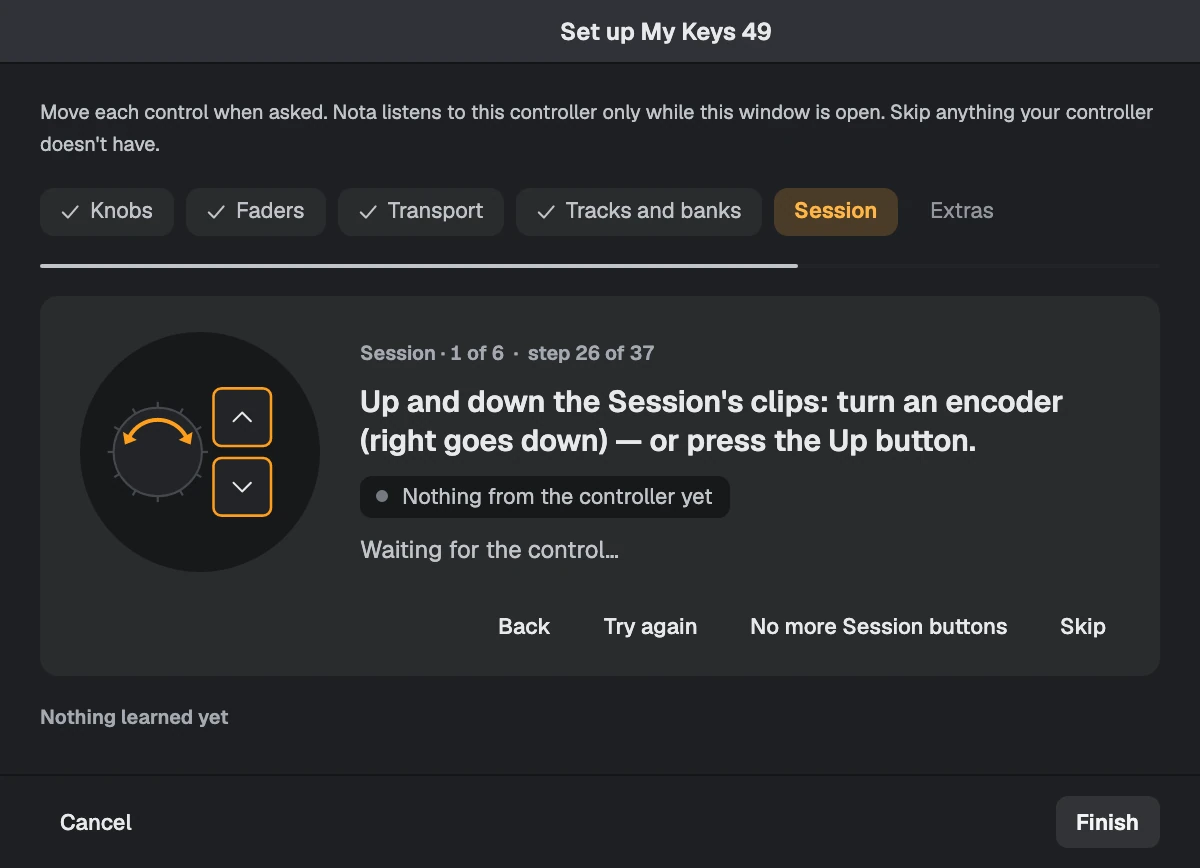 Set up My Keys 49
Move each control when asked. Nota listens to this controller only while this window is open. Skip anything your controller
doesn't have.
Knobs
Faders
Transport
Tracks and banks
Session
Extras
Session · 1 of 6 · step 26 of 37
Up and down the Session's clips: turn an encoder
(right goes down) — or press the Up button.
Nothing from the controller yet
Waiting for the control…
Back
Try again
No more Session buttons
Skip
Nothing learned yet
Cancel
Finish